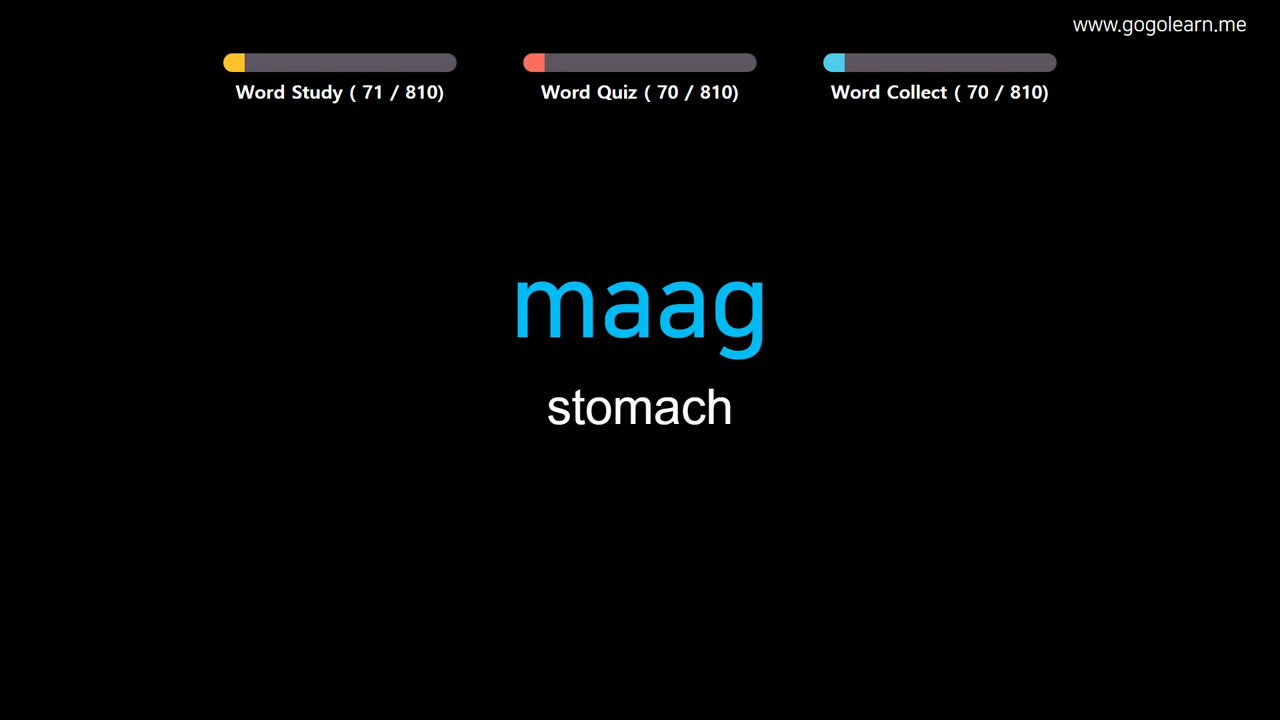 www.gogolearn.me
Word Study ( 71 / 810)
Word Quiz ( 70 / 810)
Word Collect ( 70 / 810)
maag
stomach